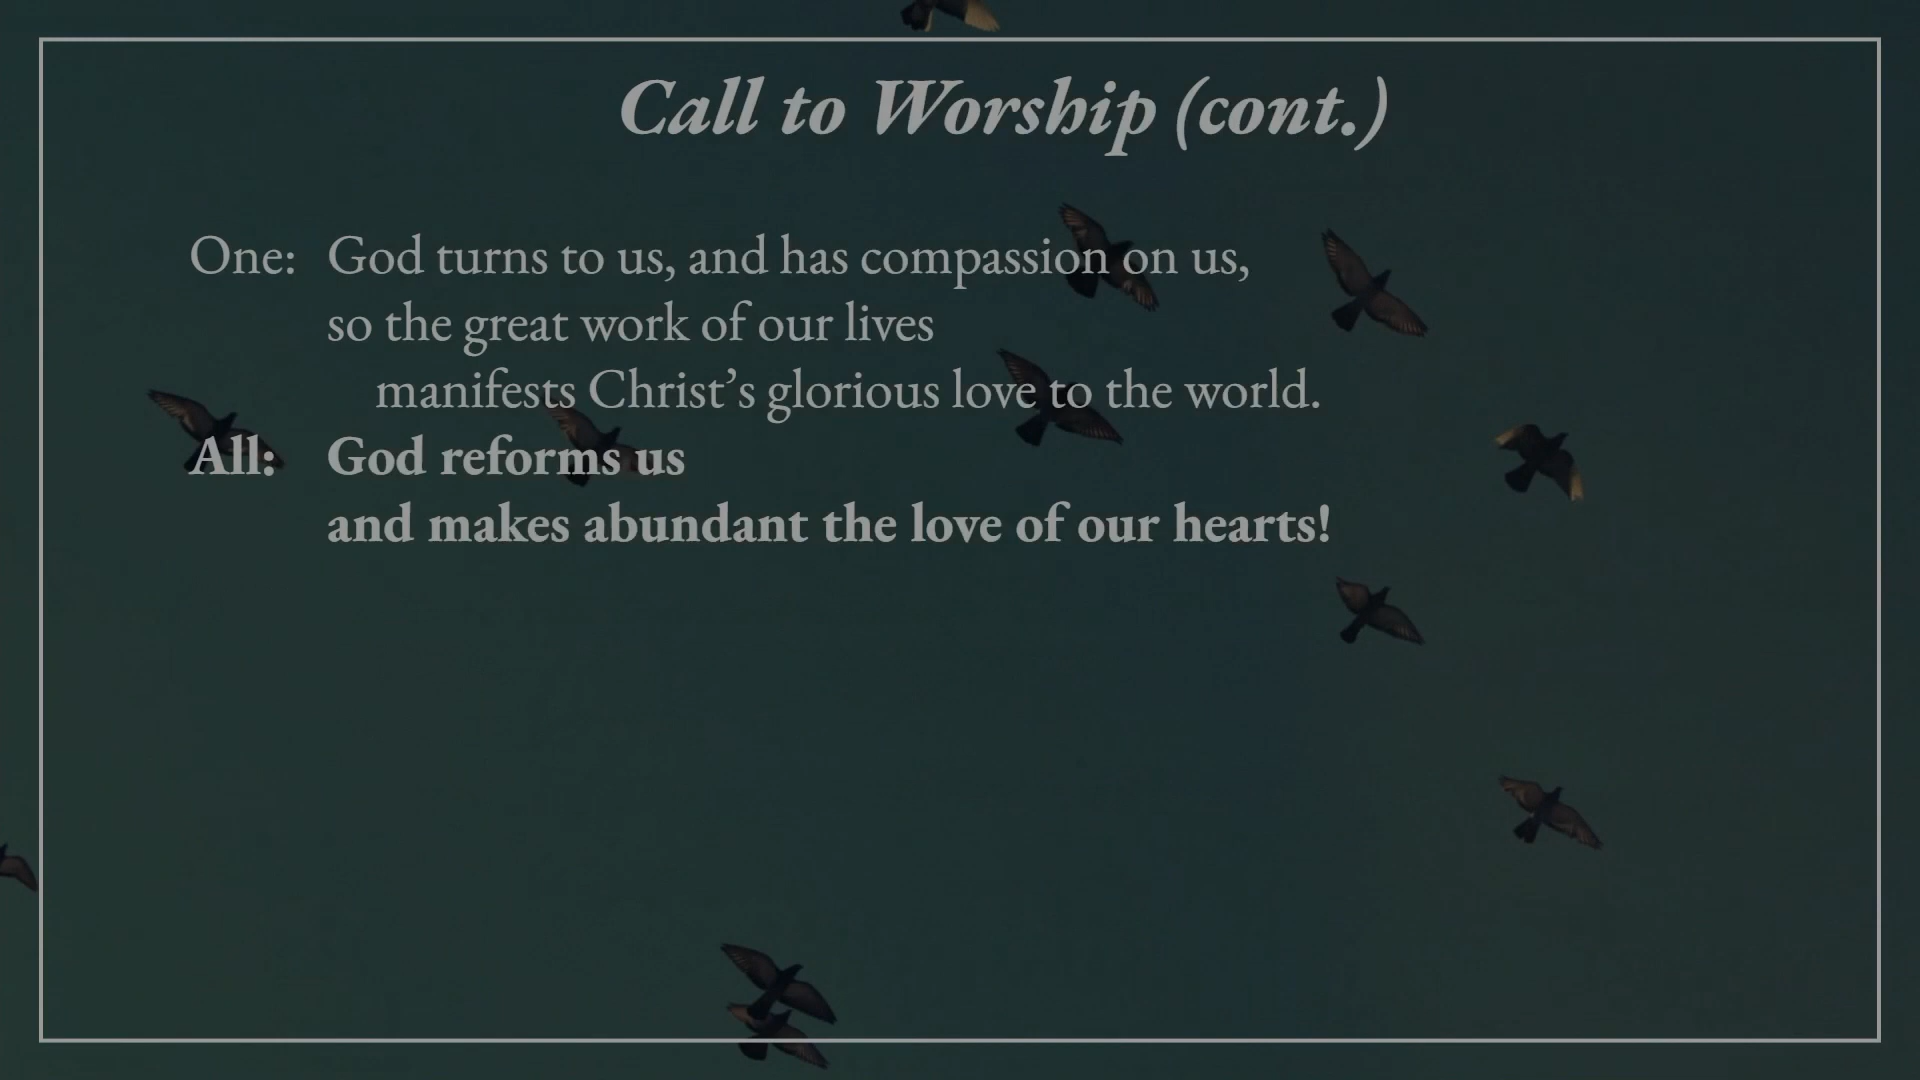 Call to Worship (cont.)
One: God turns to us, and has compassion on us,
so the great work of our lives
manifests Christ’s glorious love to the world.
All: God reforms us
and makes abundant the love of our hearts!